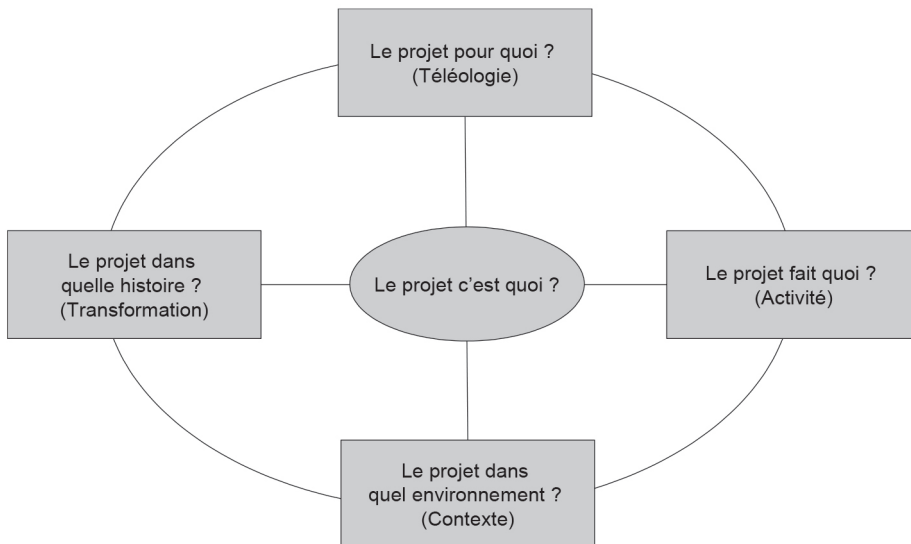 Le projet pour quoi ?
(Téléologie)
Le projet dans
quelle histoire ?
(Transformation)
Le projet c’est quoi ?
Le projet fait quoi ?
(Activité)
Le projet dans
quel environnement ?
(Contexte)